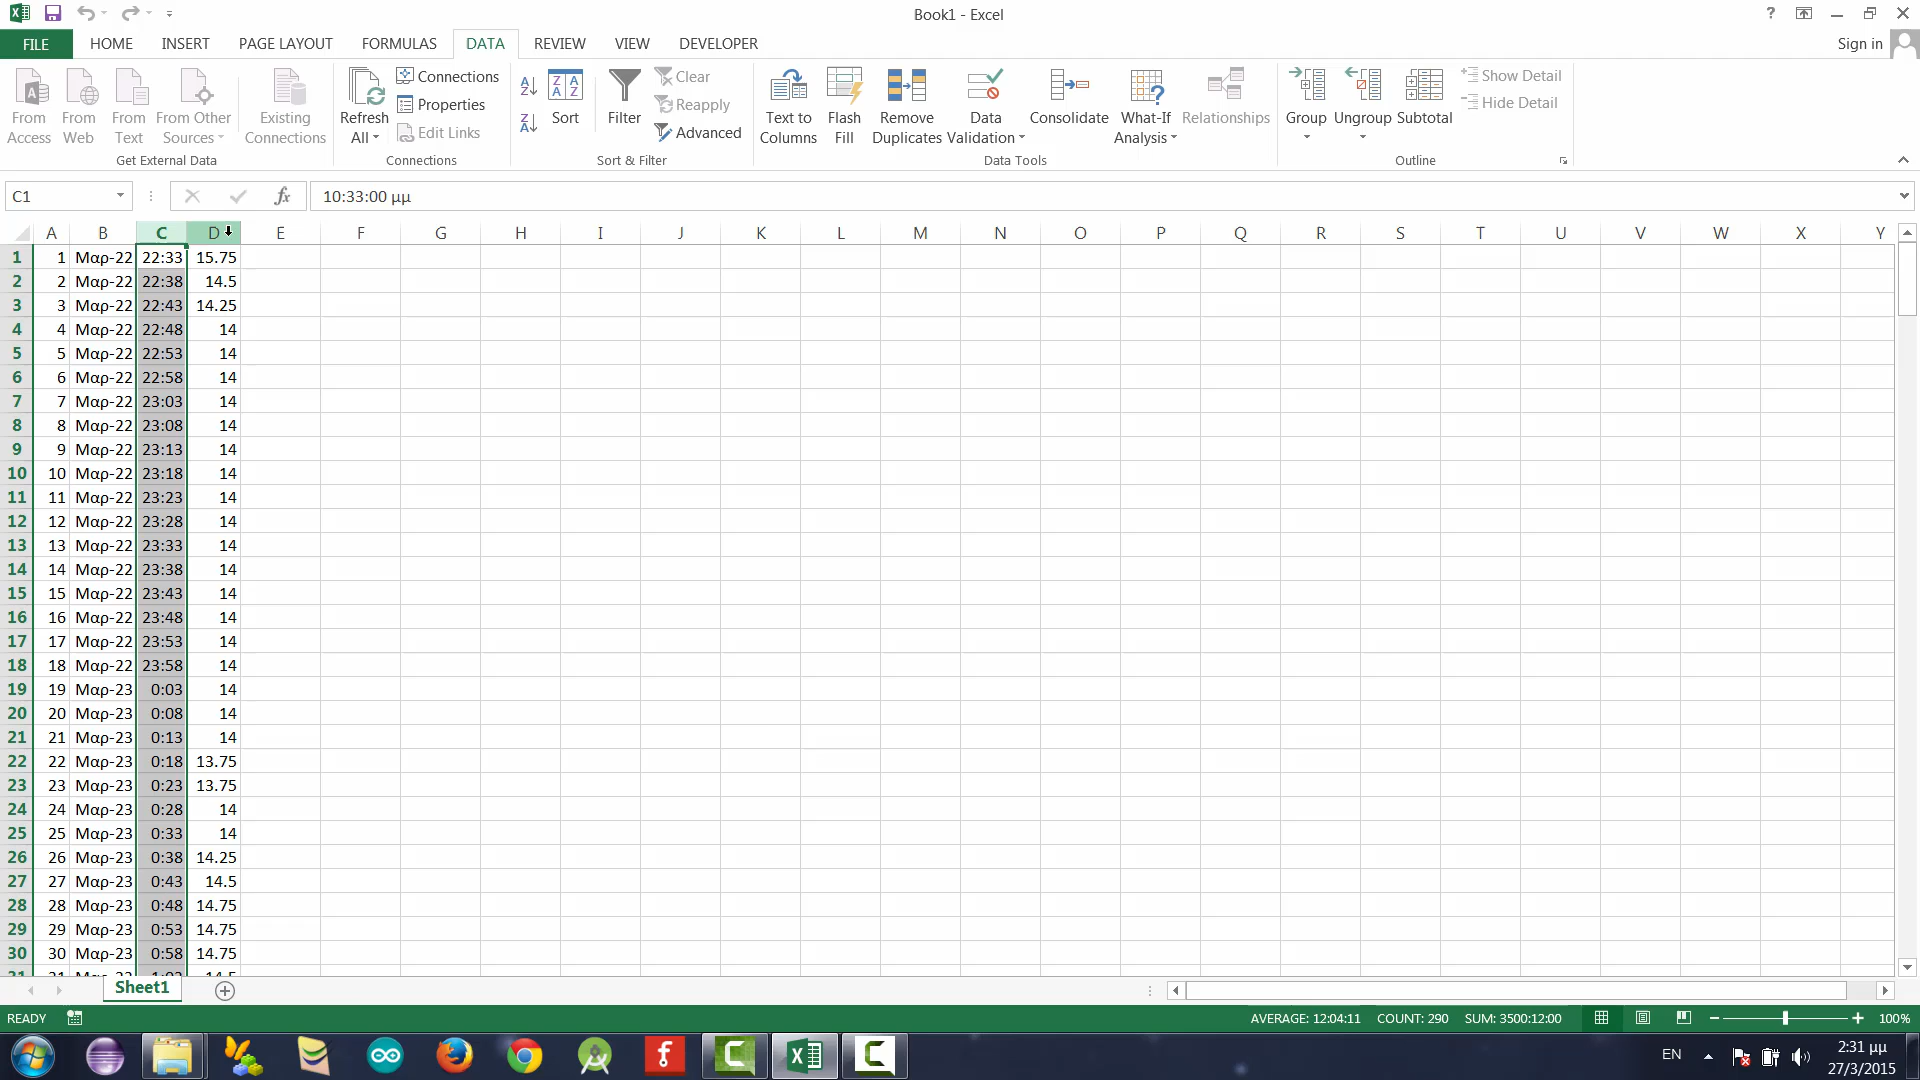 Book1 - Excel
?
FILE HOME INSERT PAGE LAYOUT FORMULAS DATA REVIEW VIEW DEVELOPER Sign in
From Access
From Web
From Text
From Other Sources
Existing Connections
Get External Data
Refresh All
Connections
Properties
Edit Links
Connections
Sort
Filter
Clear
Reapply
Advanced
Sort & Filter
Text to Columns
Flash Fill
Remove Duplicates
Data Validation
Consolidate
What-If Analysis
Relationships
Data Tools
Group
Ungroup
Subtotal
Show Detail
Hide Detail
Outline
C1 fx 10:33:00 μμ
A B C D E F G H I J K L M N O P Q R S T U V W X Y
1 1 Μαρ-22 22:33 15.75
2 2 Μαρ-22 22:38 14.5
3 3 Μαρ-22 22:43 14.25
4 4 Μαρ-22 22:48 14
5 5 Μαρ-22 22:53 14
6 6 Μαρ-22 22:58 14
7 7 Μαρ-22 23:03 14
8 8 Μαρ-22 23:08 14
9 9 Μαρ-22 23:13 14
10 10 Μαρ-22 23:18 14
11 11 Μαρ-22 23:23 14
12 12 Μαρ-22 23:28 14
13 13 Μαρ-22 23:33 14
14 14 Μαρ-22 23:38 14
15 15 Μαρ-22 23:43 14
16 16 Μαρ-22 23:48 14
17 17 Μαρ-22 23:53 14
18 18 Μαρ-22 23:58 14
19 19 Μαρ-23 0:03 14
20 20 Μαρ-23 0:08 14
21 21 Μαρ-23 0:13 14
22 22 Μαρ-23 0:18 13.75
23 23 Μαρ-23 0:23 13.75
24 24 Μαρ-23 0:28 14
25 25 Μαρ-23 0:33 14
26 26 Μαρ-23 0:38 14.25
27 27 Μαρ-23 0:43 14.5
28 28 Μαρ-23 0:48 14.75
29 29 Μαρ-23 0:53 14.75
30 30 Μαρ-23 0:58 14.75
Sheet1
READY AVERAGE: 12:04:11 COUNT: 290 SUM: 3500:12:00 100%
EN 2:31 μμ
27/3/2015